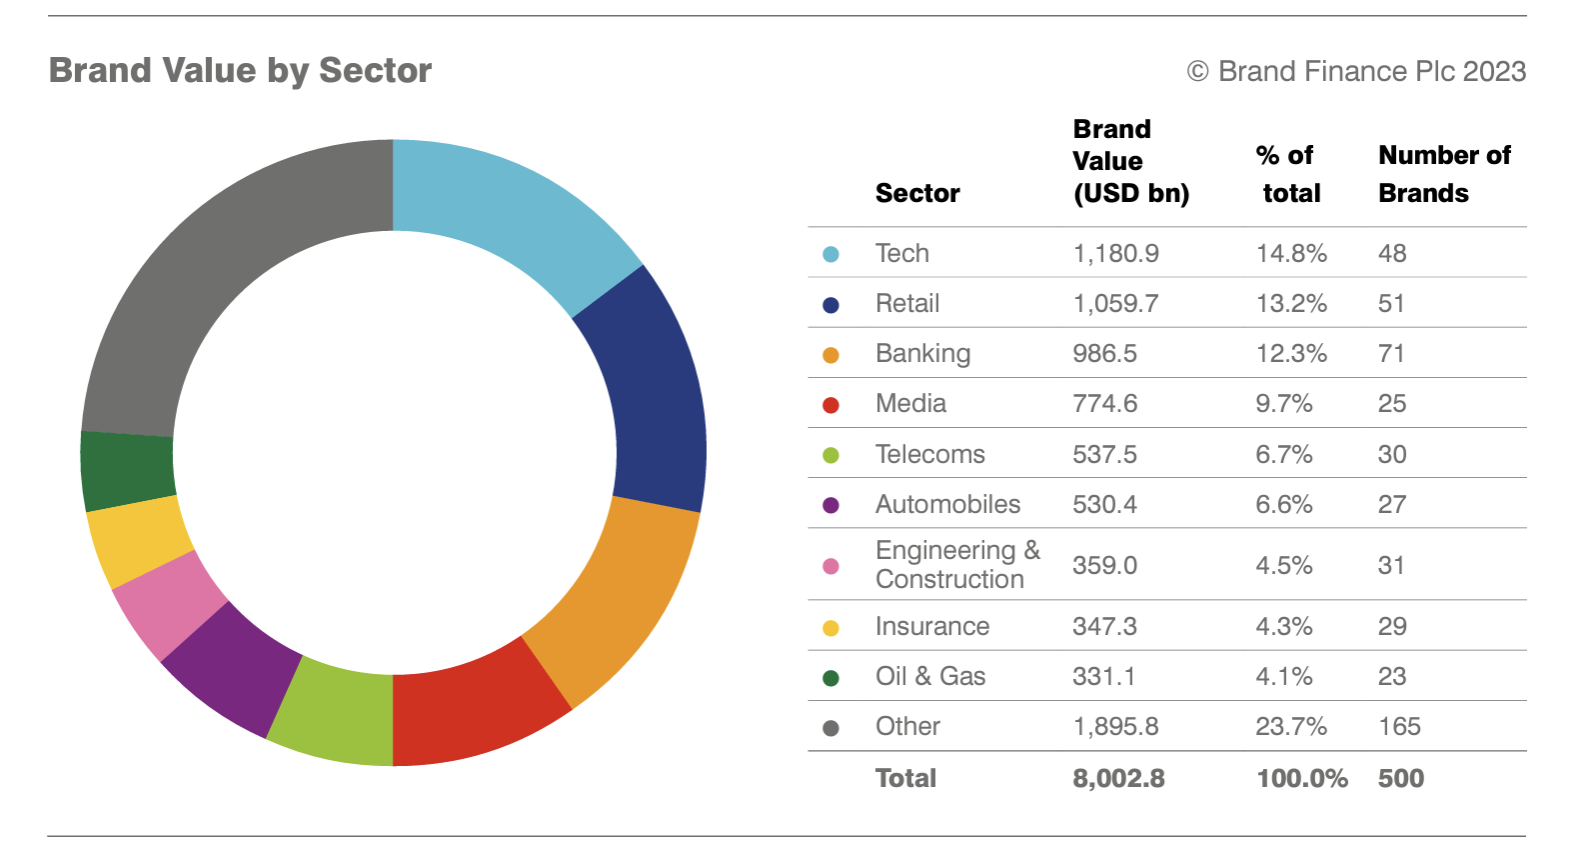 Brand Value by Sector
© Brand Finance Plc 2023
Sector Brand Value (USD bn) % of total Number of Brands
Tech 1,180.9 14.8% 48
Retail 1,059.7 13.2% 51
Banking 986.5 12.3% 71
Media 774.6 9.7% 25
Telecoms 537.5 6.7% 30
Automobiles 530.4 6.6% 27
Engineering & Construction 359.0 4.5% 31
Insurance 347.3 4.3% 29
Oil & Gas 331.1 4.1% 23
Other 1,895.8 23.7% 165
Total 8,002.8 100.0% 500